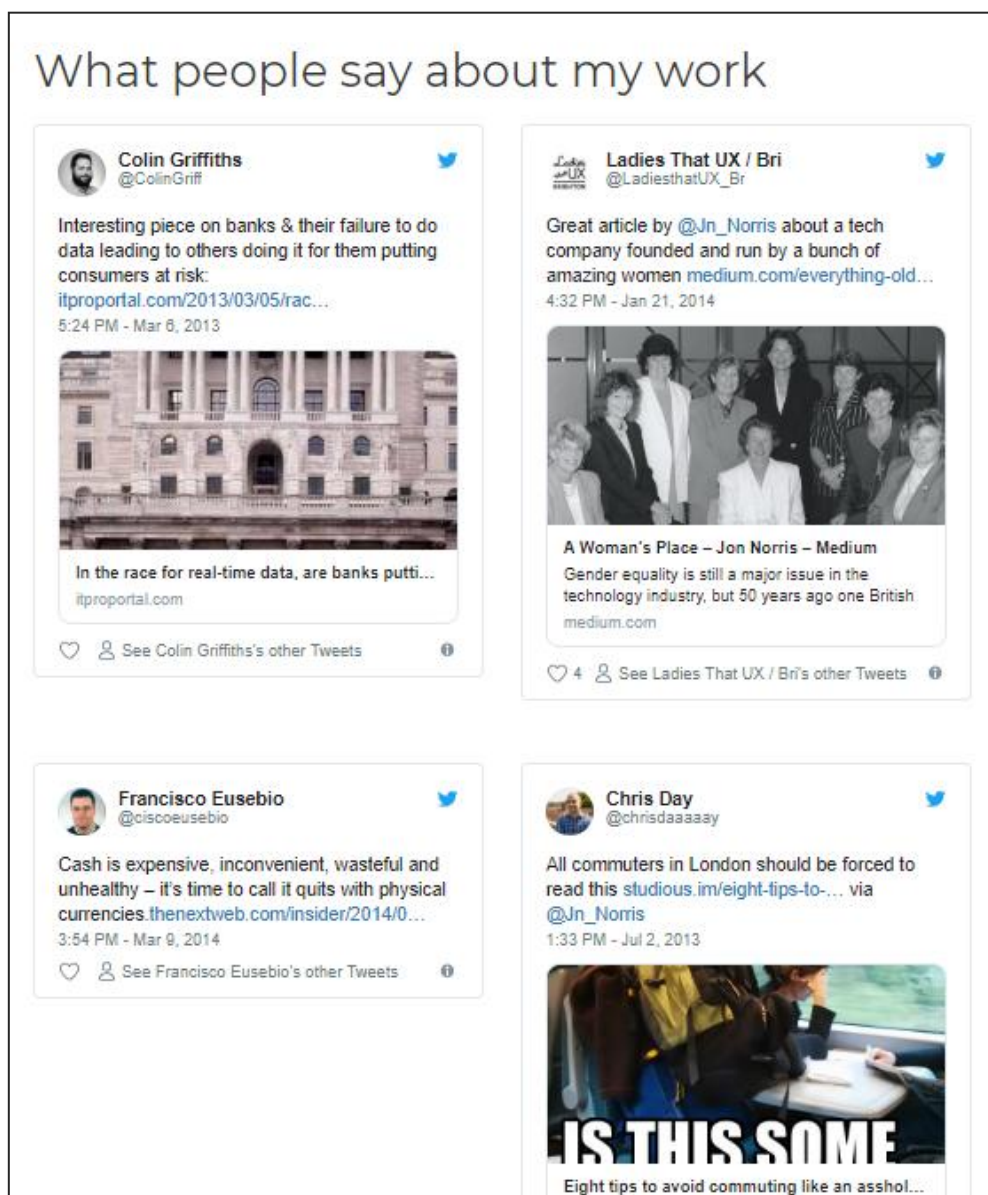 What people say about my work
Colin Griffiths
@ColinGriff
Interesting piece on banks & their failure to do
data leading to others doing it for them putting
consumers at risk:
itproportal.com/2013/03/05/rac…
5:24 PM - Mar 6, 2013
In the race for real-time data, are banks putti...
itproportal.com
See Colin Griffiths's other Tweets
Ladies That UX / Bri
@LadiesthatUX_Br
Great article by @Jn_Norris about a tech
company founded and run by a bunch of
amazing women medium.com/everything-old…
4:32 PM - Jan 21, 2014
A Woman's Place – Jon Norris – Medium
Gender equality is still a major issue in the
technology industry, but 50 years ago one British
medium.com
4 See Ladies That UX / Bri's other Tweets
Francisco Eusebio
@ciscoeusebio
Cash is expensive, inconvenient, wasteful and
unhealthy – it's time to call it quits with physical
currencies.thenextweb.com/insider/2014/0…
3:54 PM - Mar 9, 2014
See Francisco Eusebio's other Tweets
Chris Day
@chrisdaaaaay
All commuters in London should be forced to
read this studious.im/eight-tips-to-… via
@Jn_Norris
1:33 PM - Jul 2, 2013
IS THIS SOME
Eight tips to avoid commuting like an asshol...